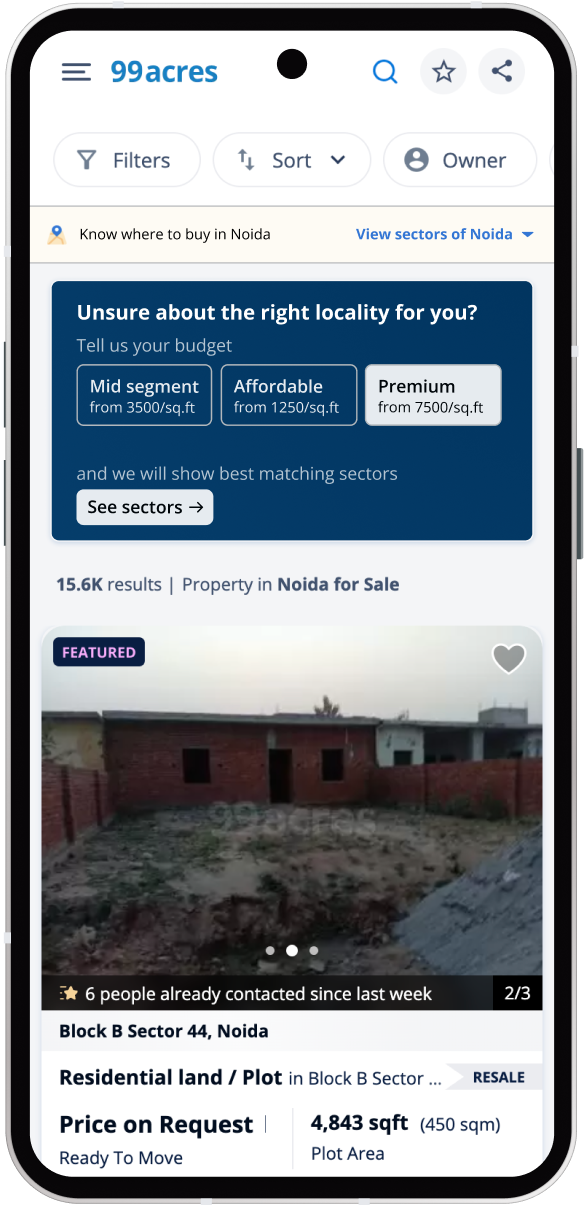 99acres
Filters
Sort
Owner
Know where to buy in Noida
View sectors of Noida
Unsure about the right locality for you?
Tell us your budget
Mid segment
from 3500/sq.ft
Affordable
from 1250/sq.ft
Premium
from 7500/sq.ft
and we will show best matching sectors
See sectors →
15.6K results | Property in Noida for Sale
FEATURED
99acres
6 people already contacted since last week
2/3
Block B Sector 44, Noida
Residential land / Plot in Block B Sector ...
RESALE
Price on Request
4,843 sqft (450 sqm)
Ready To Move
Plot Area